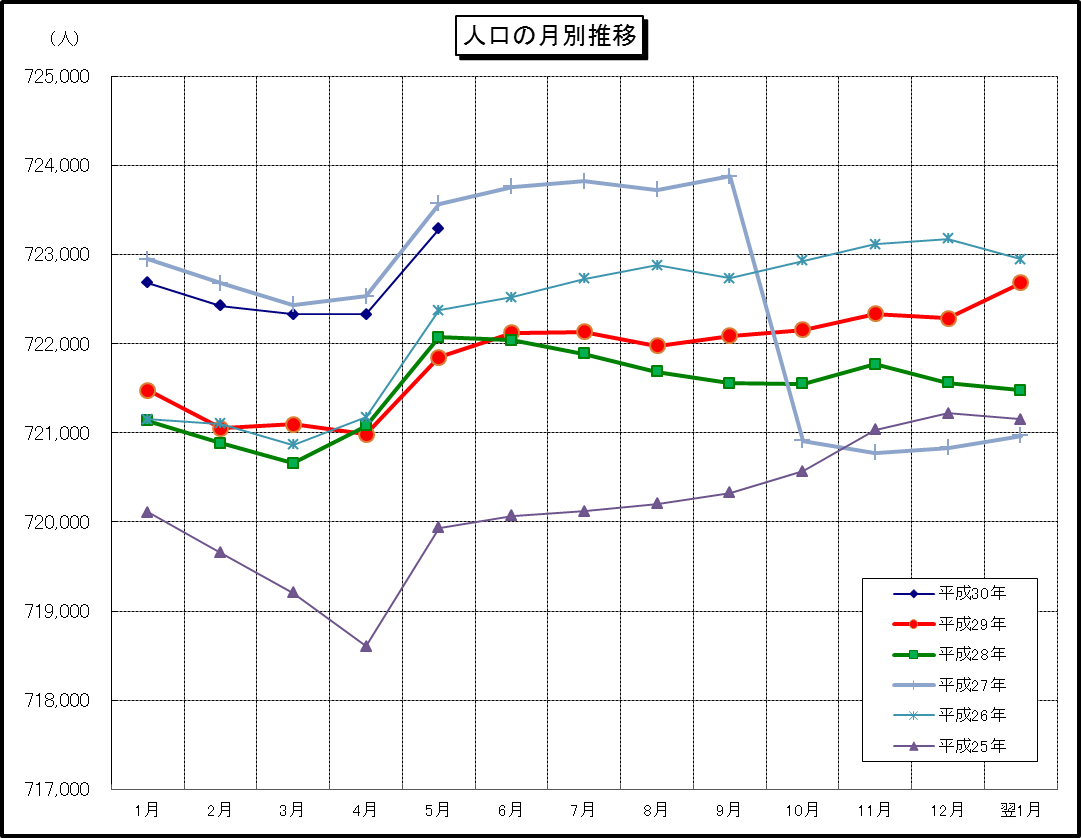 人口の月別推移
（人）
725,000
724,000
723,000
722,000
721,000
720,000
719,000
718,000
717,000
1月 2月 3月 4月 5月 6月 7月 8月 9月 10月 11月 12月 翌1月
平成30年
平成29年
平成28年
平成27年
平成26年
平成25年